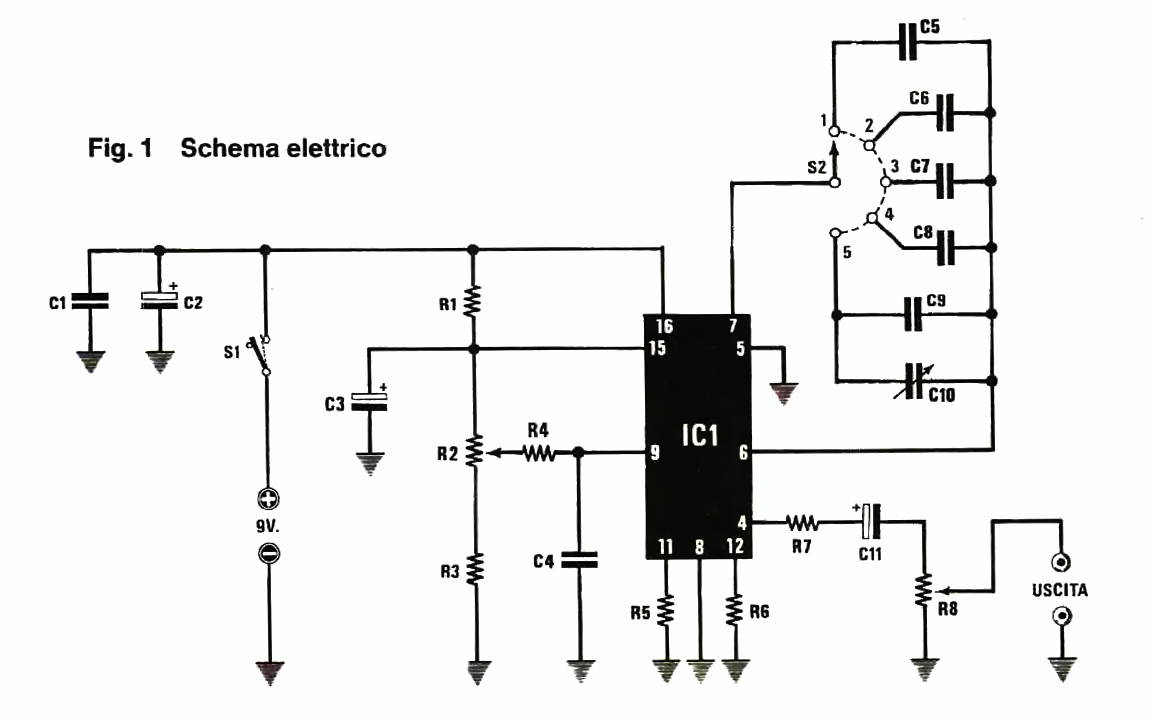 C5
C6
1
2
Fig. 1 Schema elettrico
S2
3
C7
4
C8
5
+
C1
C2
R1
C9
16
7
S1
15
5
C10
+
C3
R4
IC1
R2
9
6
+
9V.
−
4
+
R7
C11
C4
11
8
12
R3
R5
R6
R8
USCITA